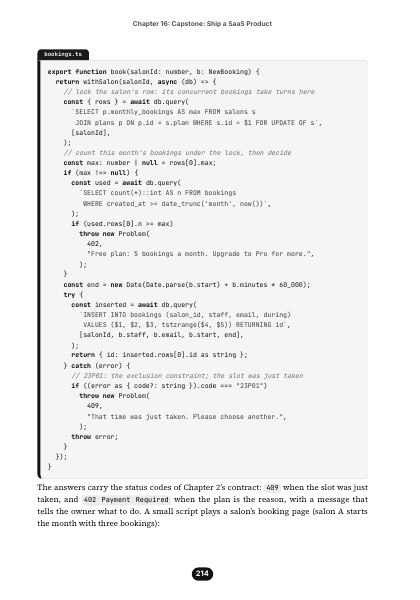 Chapter 16: Capstone: Ship a SaaS Product
bookings.ts
export function book(salonId: number, b: NewBooking) {
return withSalon(salonId, async (db) => {
// lock the salon's row: its concurrent bookings take turns here
const { rows } = await db.query(
`SELECT p.monthly_bookings AS max FROM salons s
JOIN plans p ON p.id = s.plan WHERE s.id = $1 FOR UPDATE OF s`,
[salonId],
);
// count this month's bookings under the lock, then decide
const max: number | null = rows[0].max;
if (max !== null) {
const used = await db.query(
`SELECT count(*)::int AS n FROM bookings
WHERE created_at >= date_trunc('month', now())`,
);
if (used.rows[0].n >= max)
throw new Problem(
402,
"Free plan: 5 bookings a month. Upgrade to Pro for more.",
);
}
const end = new Date(Date.parse(b.start) + b.minutes * 60_000);
try {
const inserted = await db.query(
`INSERT INTO bookings (salon_id, staff, email, during)
VALUES ($1, $2, $3, tstzrange($4, $5)) RETURNING id`,
[salonId, b.staff, b.email, b.start, end],
);
return { id: inserted.rows[0].id as string };
} catch (error) {
// 23P01: the exclusion constraint; the slot was just taken
if ((error as { code?: string }).code === "23P01")
throw new Problem(
409,
"That time was just taken. Please choose another.",
);
throw error;
}
});
}
The answers carry the status codes of Chapter 2's contract: 409 when the slot was just
taken, and 402 Payment Required when the plan is the reason, with a message that
tells the owner what to do. A small script plays a salon's booking page (salon A starts
the month with three bookings):
214